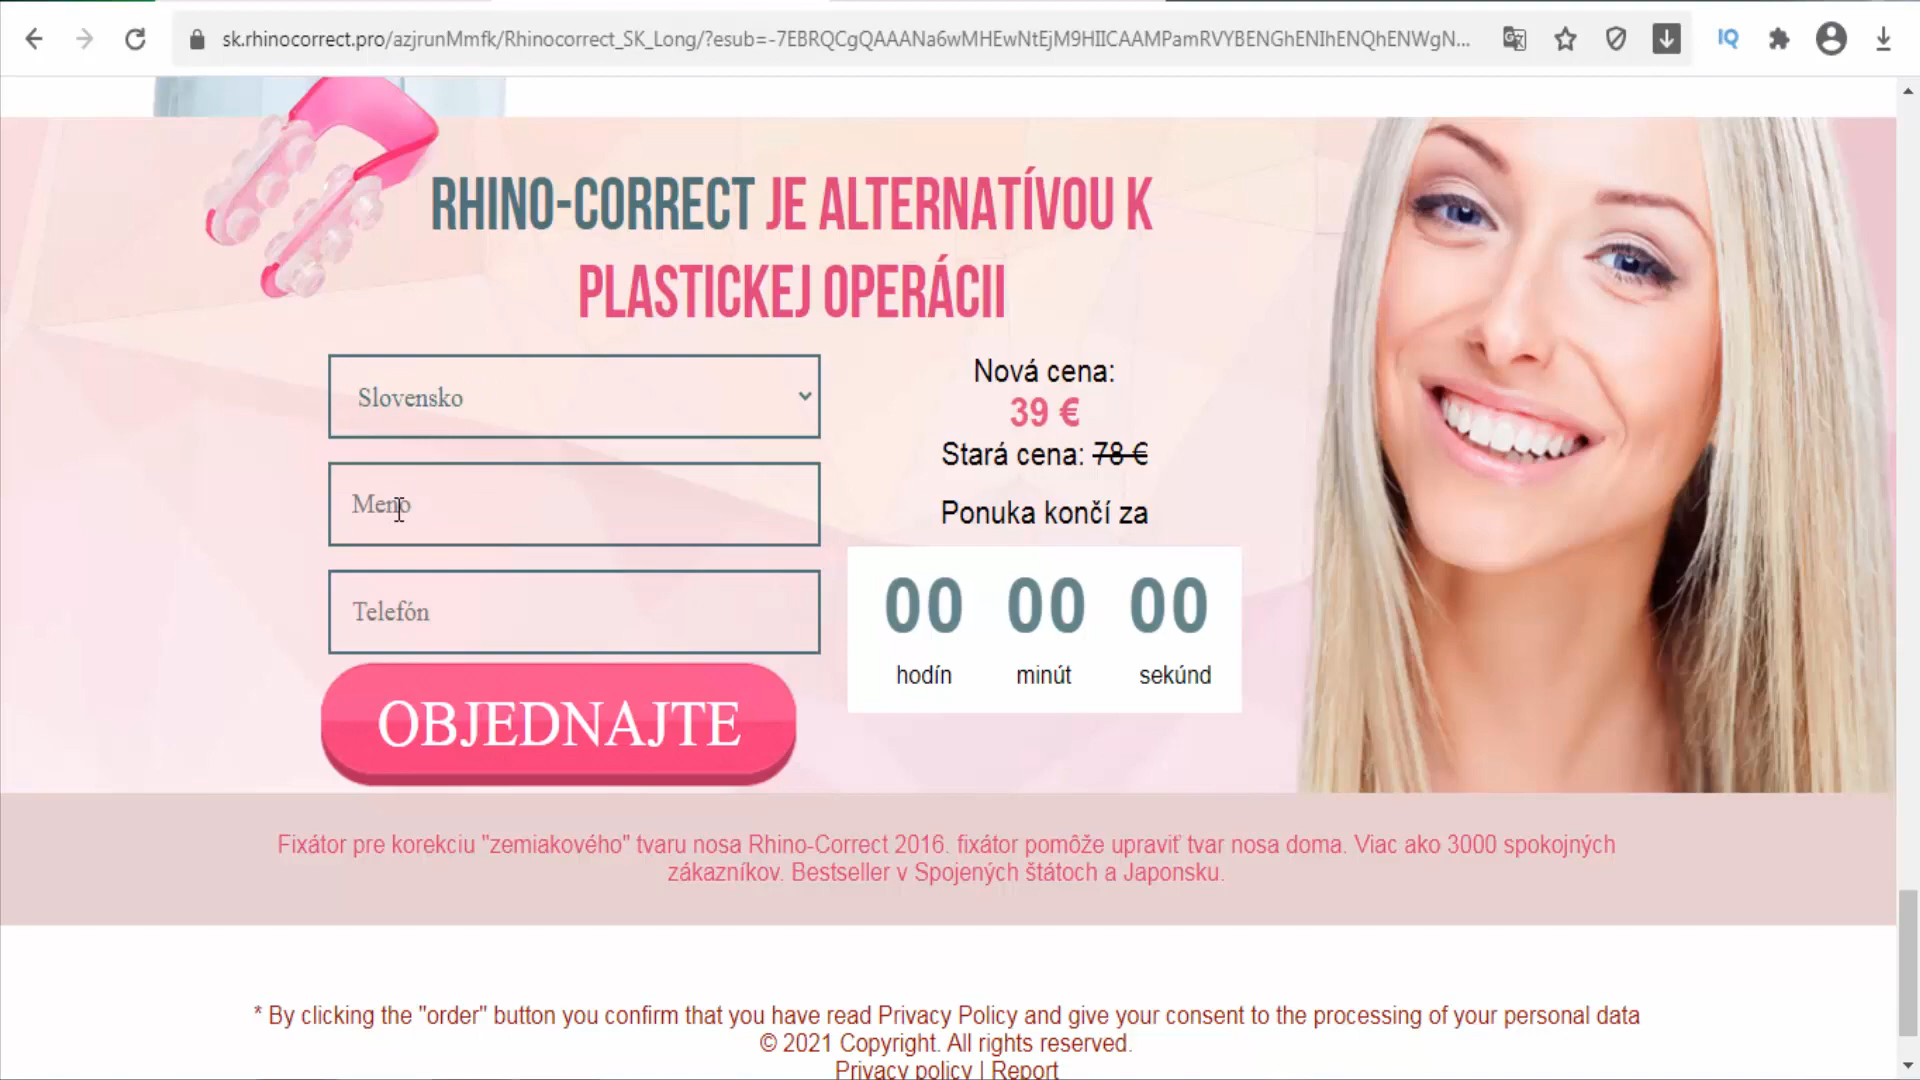 sk.rhinocorrect.pro/azjrunMmfk/Rhinocorrect_SK_Long/?esub=-7EBRQCgQAAANa6wMHEwNtEjM9HIICAAMPamRVYBENGhENIhENQhENWgN...
IQ
RHINO-CORRECT JE ALTERNATÍVOU K
PLASTICKEJ OPERÁCII
Slovensko
Meno
Telefón
OBJEDNAJTE
Nová cena:
39 €
Stará cena: 78 €
Ponuka končí za
00 00 00
hodín minút sekúnd
Fixátor pre korekciu "zemiakového" tvaru nosa Rhino-Correct 2016. fixátor pomôže upraviť tvar nosa doma. Viac ako 3000 spokojných
zákazníkov. Bestseller v Spojených štátoch a Japonsku.
* By clicking the "order" button you confirm that you have read Privacy Policy and give your consent to the processing of your personal data
© 2021 Copyright. All rights reserved.
Privacy policy | Report